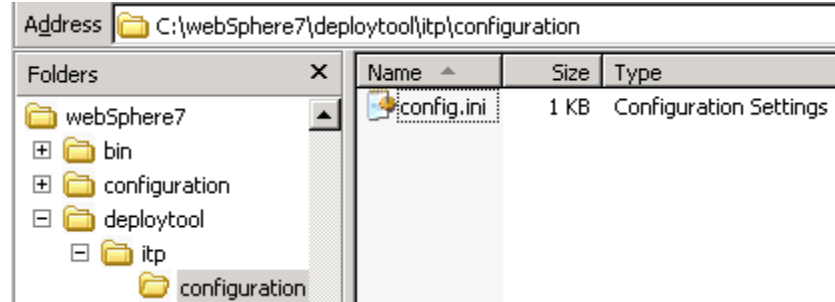 Address C:\webSphere7\deploytool\itp\configuration
Folders x Name Size Type
webSphere7 config.ini 1 KB Configuration Settings
bin
configuration
deploytool
itp
configuration